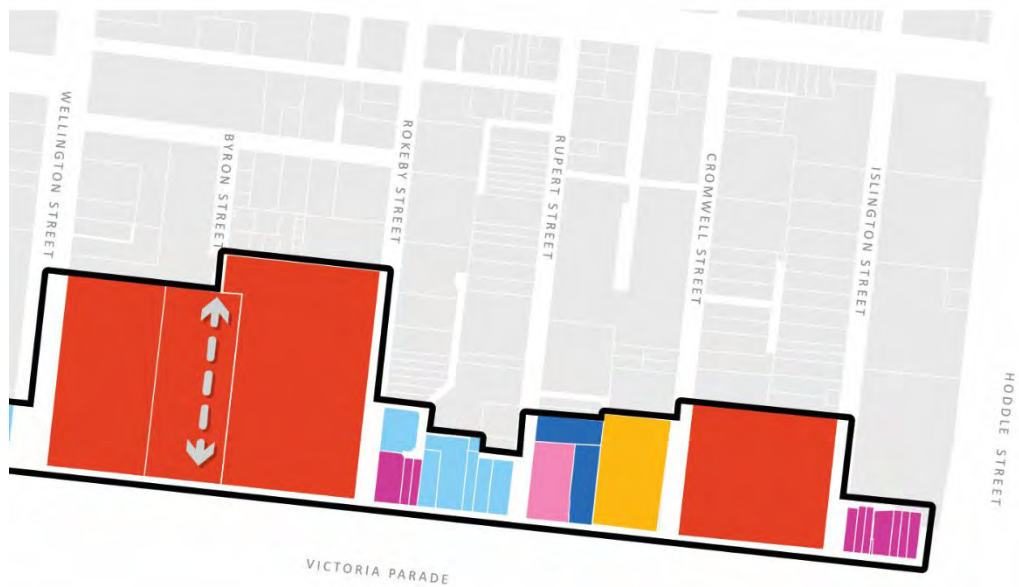 WELLINGTON STREET
BYRON STREET
ROKEBY STREET
RUPERT STREET
CROMWELL STREET
ISLINGTON STREET
HODDLE STREET
VICTORIA PARADE